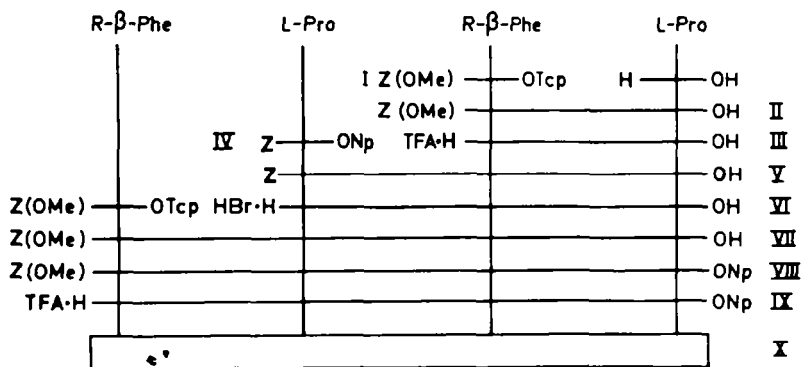 R-β-Phe L-Pro R-β-Phe L-Pro
I Z(OMe) OTcp H OH
Z(OMe) OH II
IV Z ONp TFA·H OH III
Z OH V
Z(OMe) OTcp HBr·H OH VI
Z(OMe) OH VII
Z(OMe) ONp VIII
TFA·H ONp IX
X